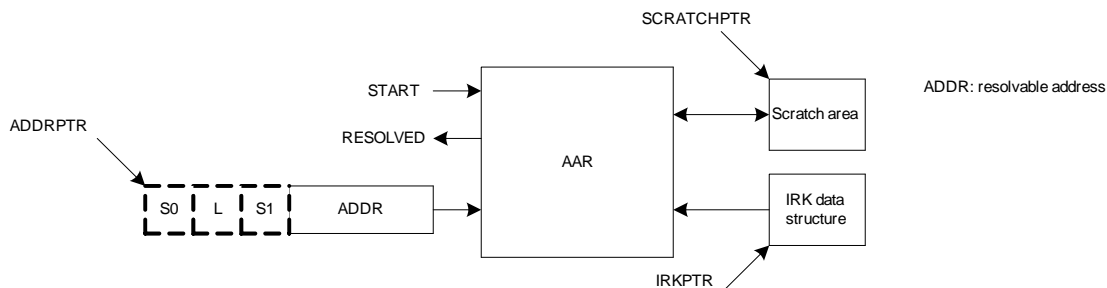 SCRATCHPTR
START
ADDR: resolvable address
Scratch area
ADDRPTR
RESOLVED
AAR
S0
L
S1
ADDR
IRK data
structure
IRKPTR